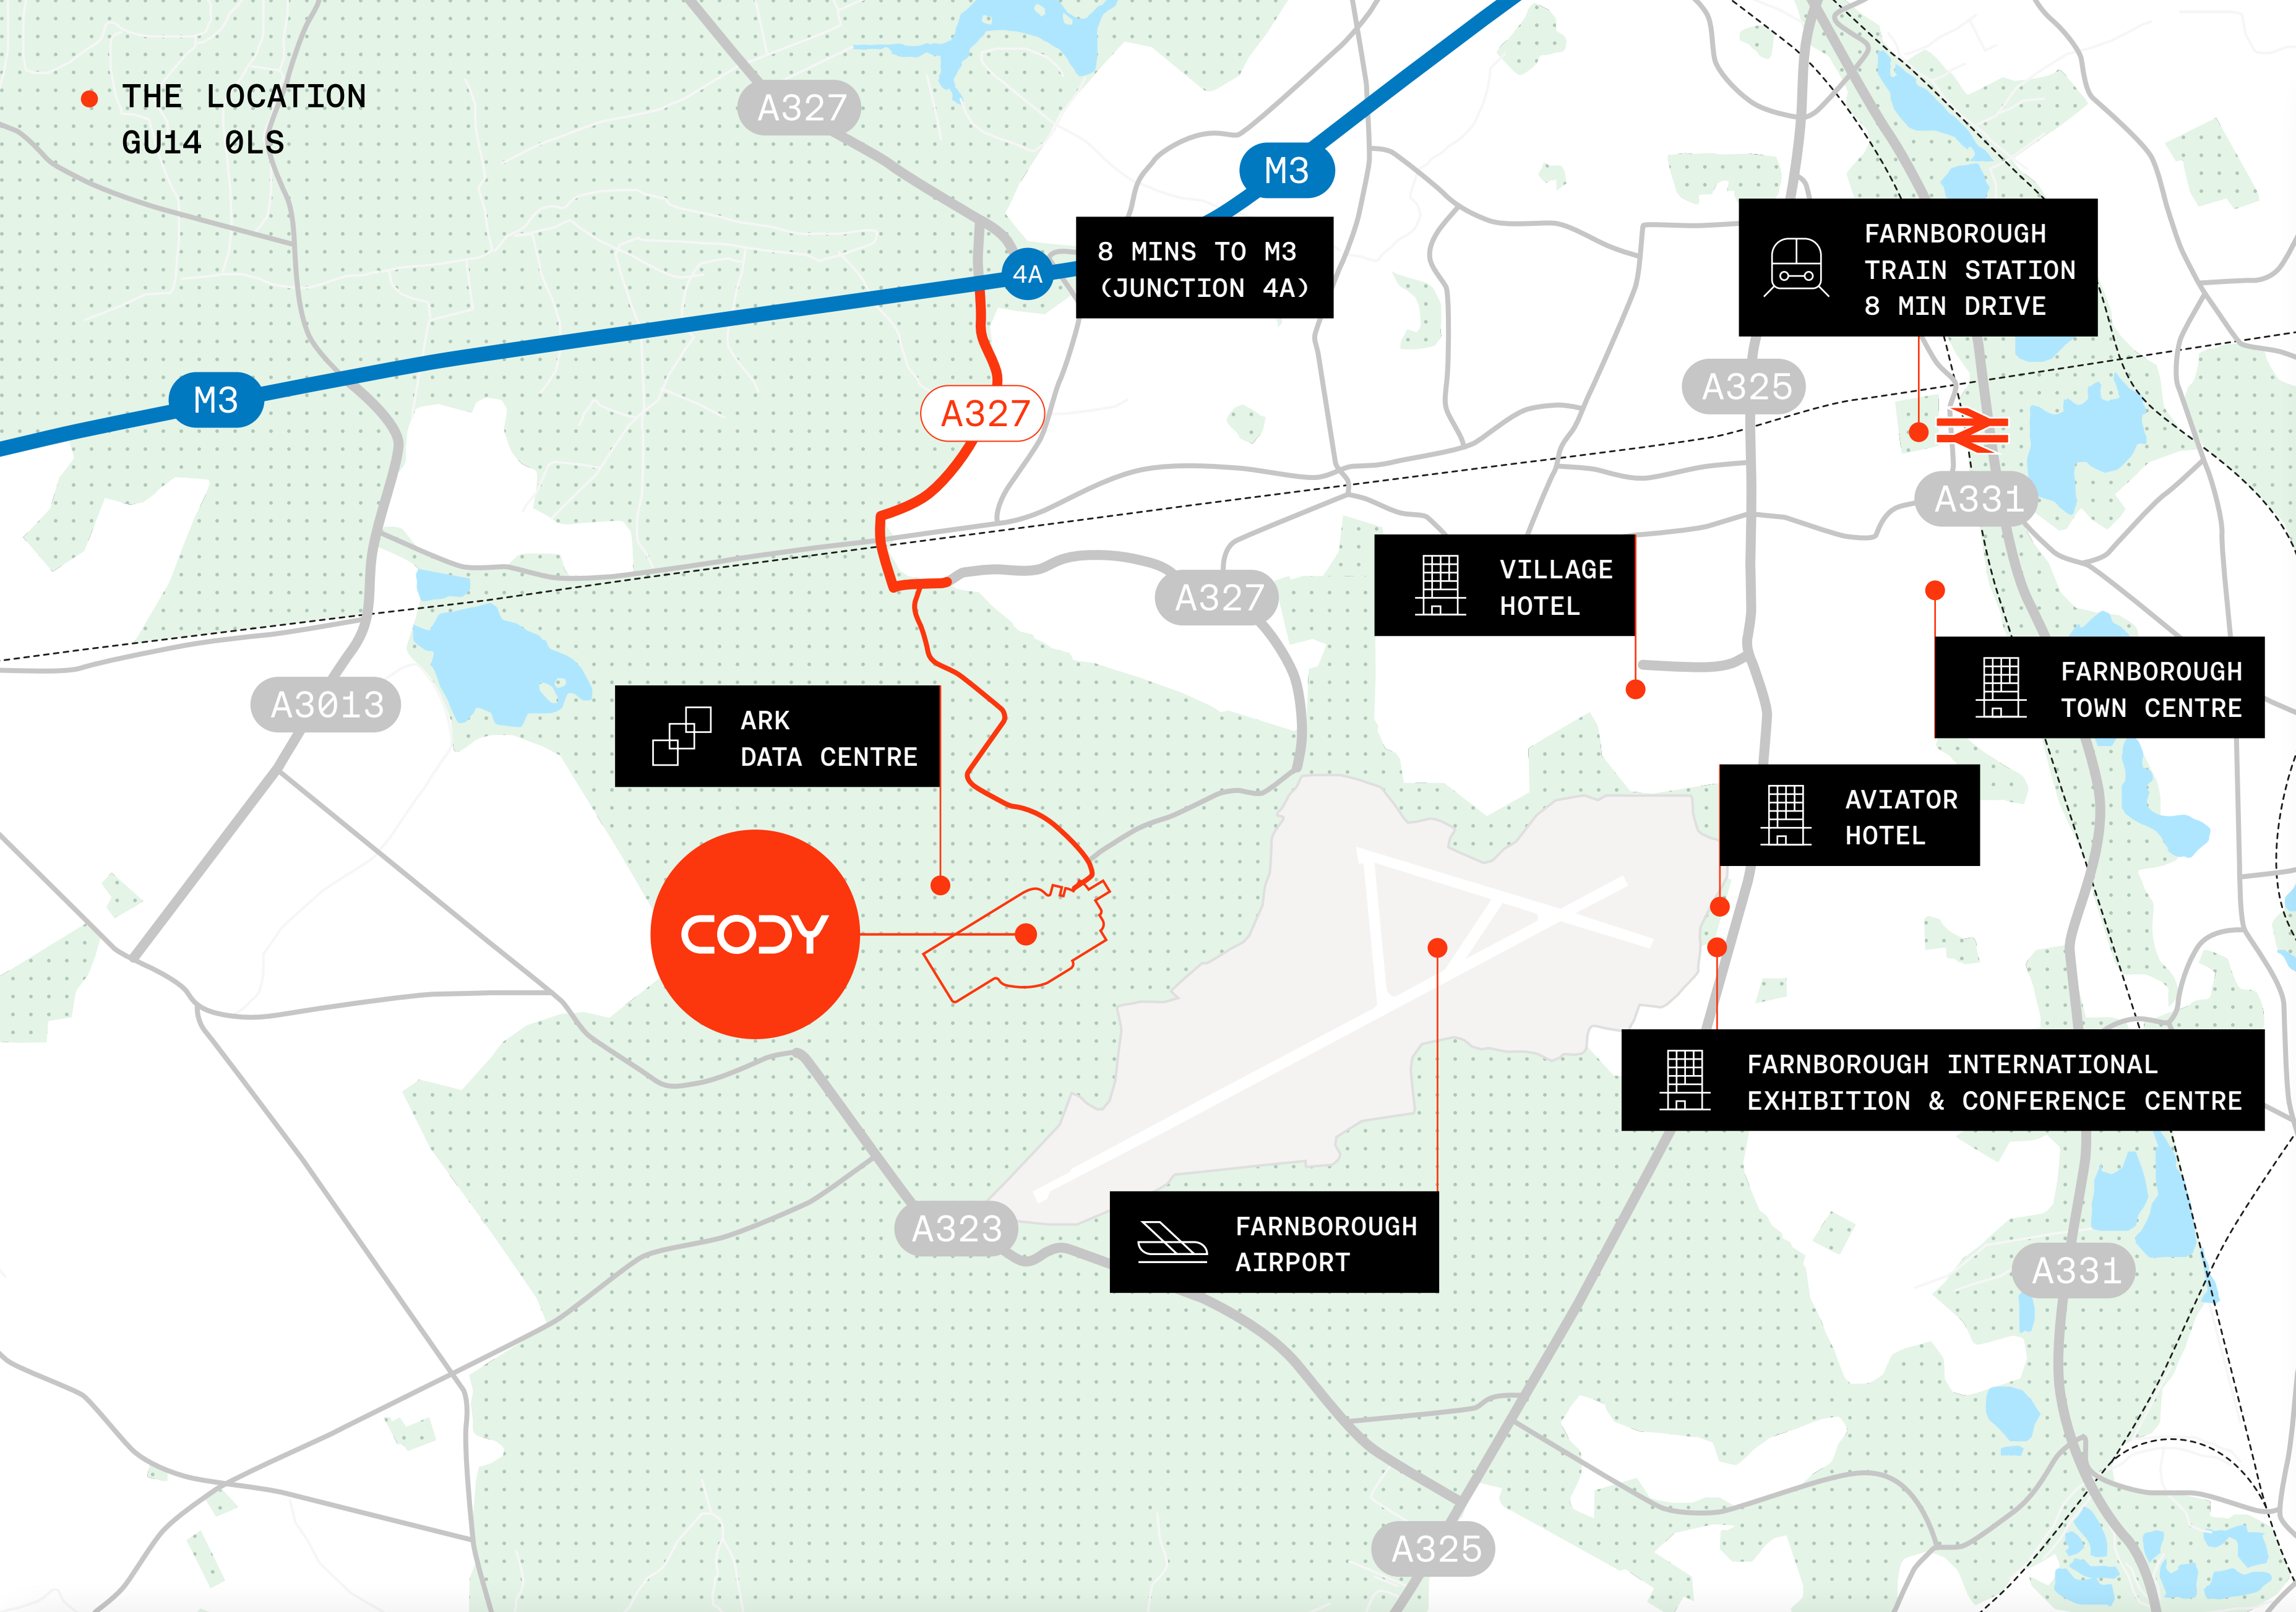 THE LOCATION
GU14 0LS
A327
M3
8 MINS TO M3
(JUNCTION 4A)
4A
FARNBOROUGH
TRAIN STATION
8 MIN DRIVE
M3
A327
A325
A331
VILLAGE
HOTEL
A327
A3013
ARK
DATA CENTRE
FARNBOROUGH
TOWN CENTRE
AVIATOR
HOTEL
CODY
FARNBOROUGH INTERNATIONAL
EXHIBITION & CONFERENCE CENTRE
A323
FARNBOROUGH
AIRPORT
A331
A325